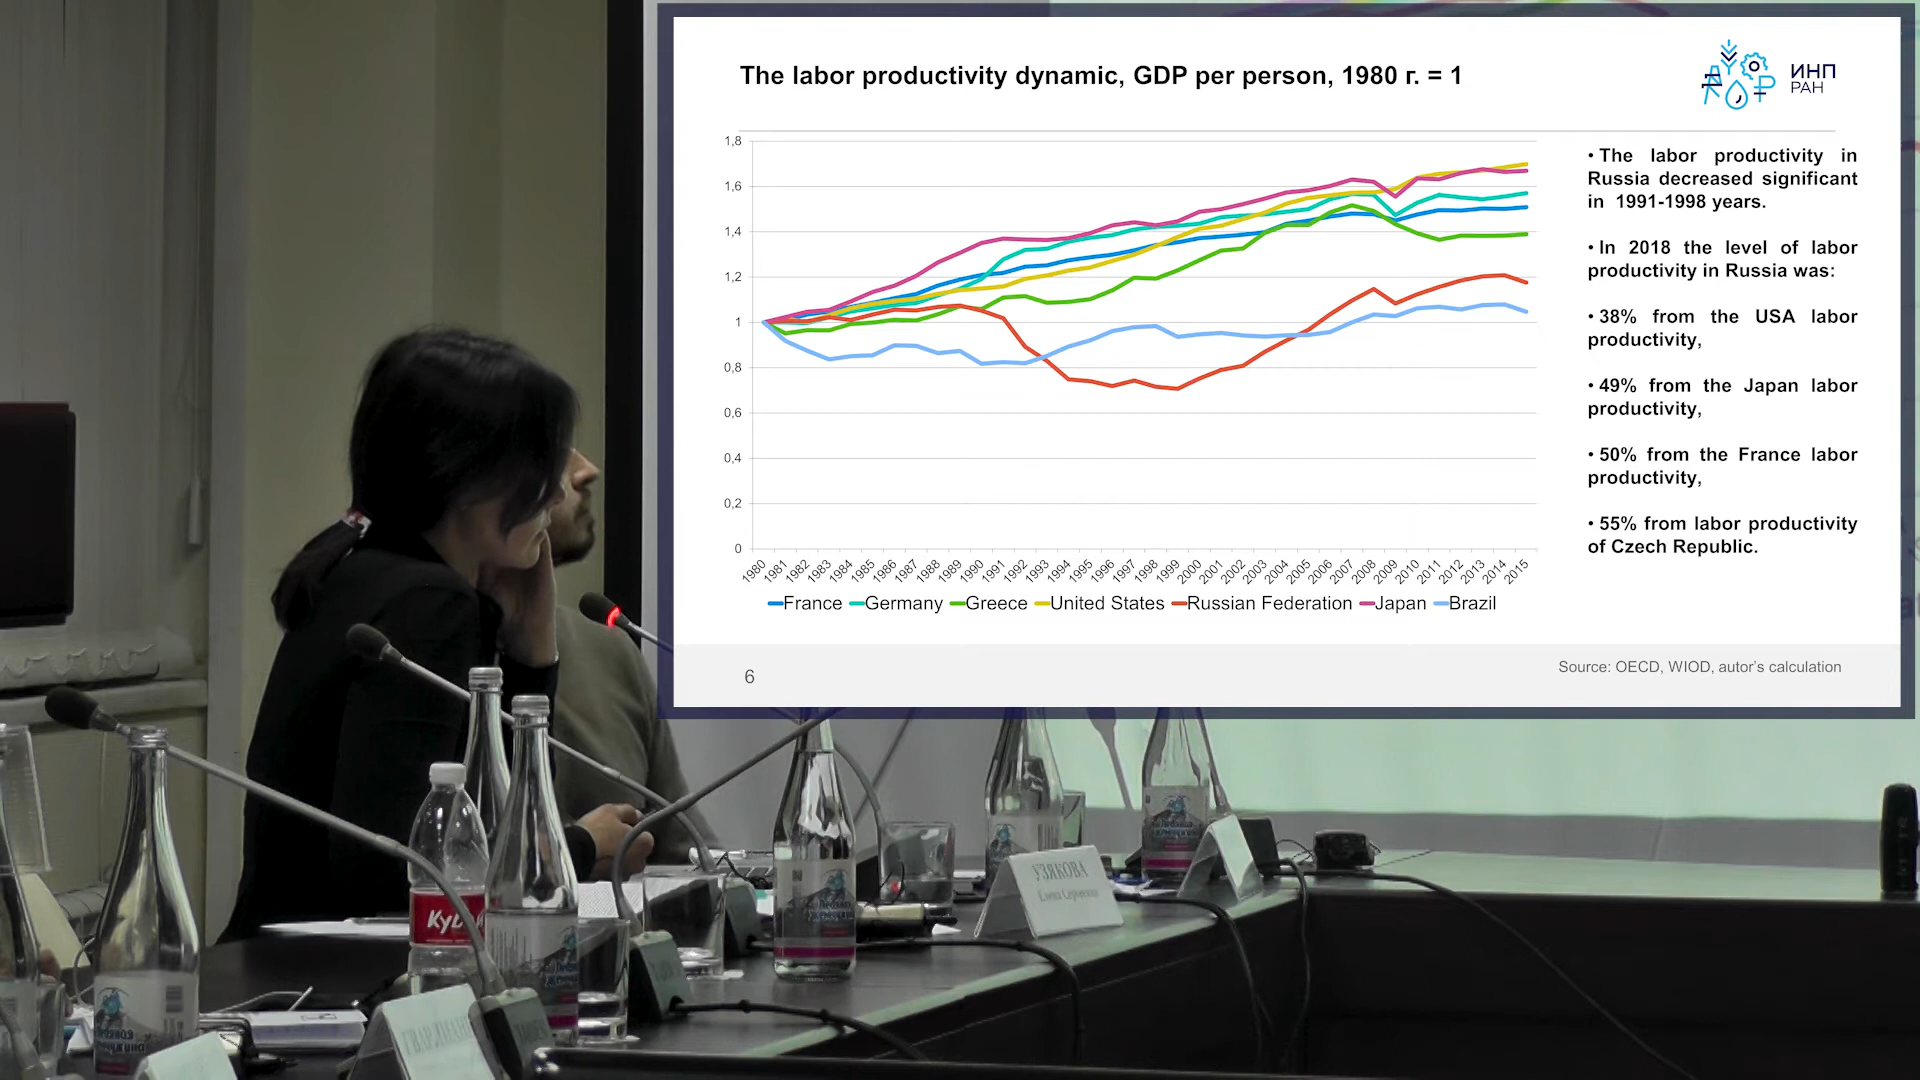 The labor productivity dynamic, GDP per person, 1980 г. = 1
ИНП
РАН
1,8
1,6
1,4
1,2
1
0,8
0,6
0,4
0,2
0
1980 1981 1982 1983 1984 1985 1986 1987 1988 1989 1990 1991 1992 1993 1994 1995 1996 1997 1998 1999 2000 2001 2002 2003 2004 2005 2006 2007 2008 2009 2010 2011 2012 2013 2014 2015
France Germany Greece United States Russian Federation Japan Brazil
• The labor productivity in
Russia decreased significant
in 1991-1998 years.
• In 2018 the level of labor
productivity in Russia was:
• 38% from the USA labor
productivity,
• 49% from the Japan labor
productivity,
• 50% from the France labor
productivity,
• 55% from labor productivity
of Czech Republic.
6
Source: OECD, WIOD, autor's calculation
УЗЯКОВА